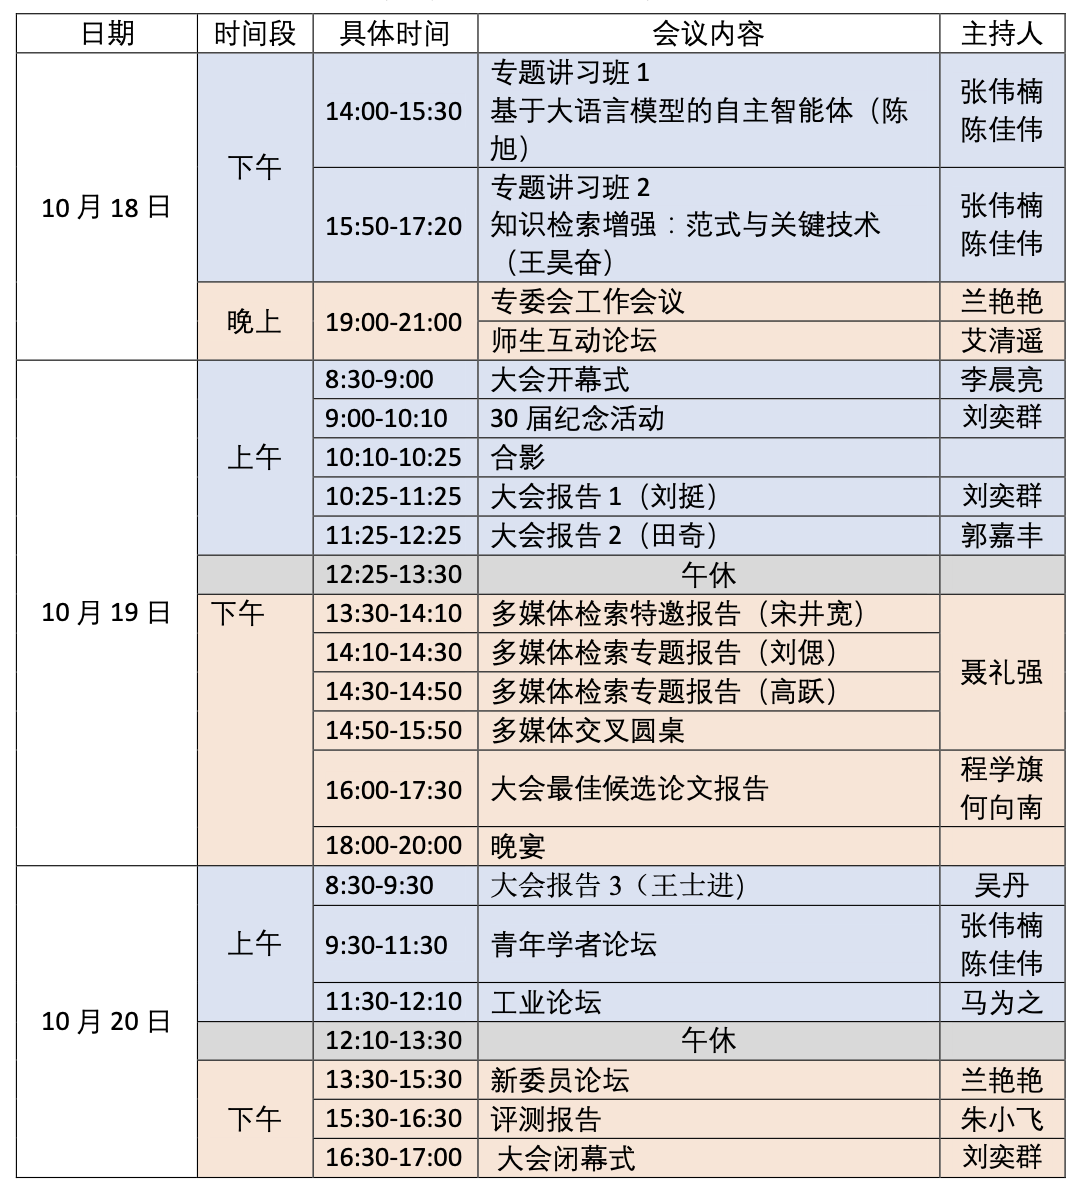 日期 时间段 具体时间 会议内容 主持人
10 月 18 日
下午
14:00-15:30
专题讲习班 1
基于大语言模型的自主智能体（陈
旭）
张伟楠
陈佳伟
15:50-17:20
专题讲习班 2
知识检索增强：范式与关键技术
（王昊奋）
张伟楠
陈佳伟
晚上
19:00-21:00
专委会工作会议 兰艳艳
师生互动论坛 艾清遥
10 月 19 日
上午
8:30-9:00 大会开幕式 李晨亮
9:00-10:10 30 届纪念活动 刘奕群
10:10-10:25 合影
10:25-11:25 大会报告 1（刘挺） 刘奕群
11:25-12:25 大会报告 2（田奇） 郭嘉丰
12:25-13:30 午休
下午
13:30-14:10 多媒体检索特邀报告（宋井宽）
14:10-14:30 多媒体检索专题报告（刘偲）
14:30-14:50 多媒体检索专题报告（高跃）
14:50-15:50 多媒体交叉圆桌
聂礼强
16:00-17:30 大会最佳候选论文报告
程学旗
何向南
18:00-20:00 晚宴
10 月 20 日
上午
8:30-9:30 大会报告 3（王士进) 吴丹
9:30-11:30 青年学者论坛
张伟楠
陈佳伟
11:30-12:10 工业论坛 马为之
12:10-13:30 午休
下午
13:30-15:30 新委员论坛 兰艳艳
15:30-16:30 评测报告 朱小飞
16:30-17:00 大会闭幕式 刘奕群